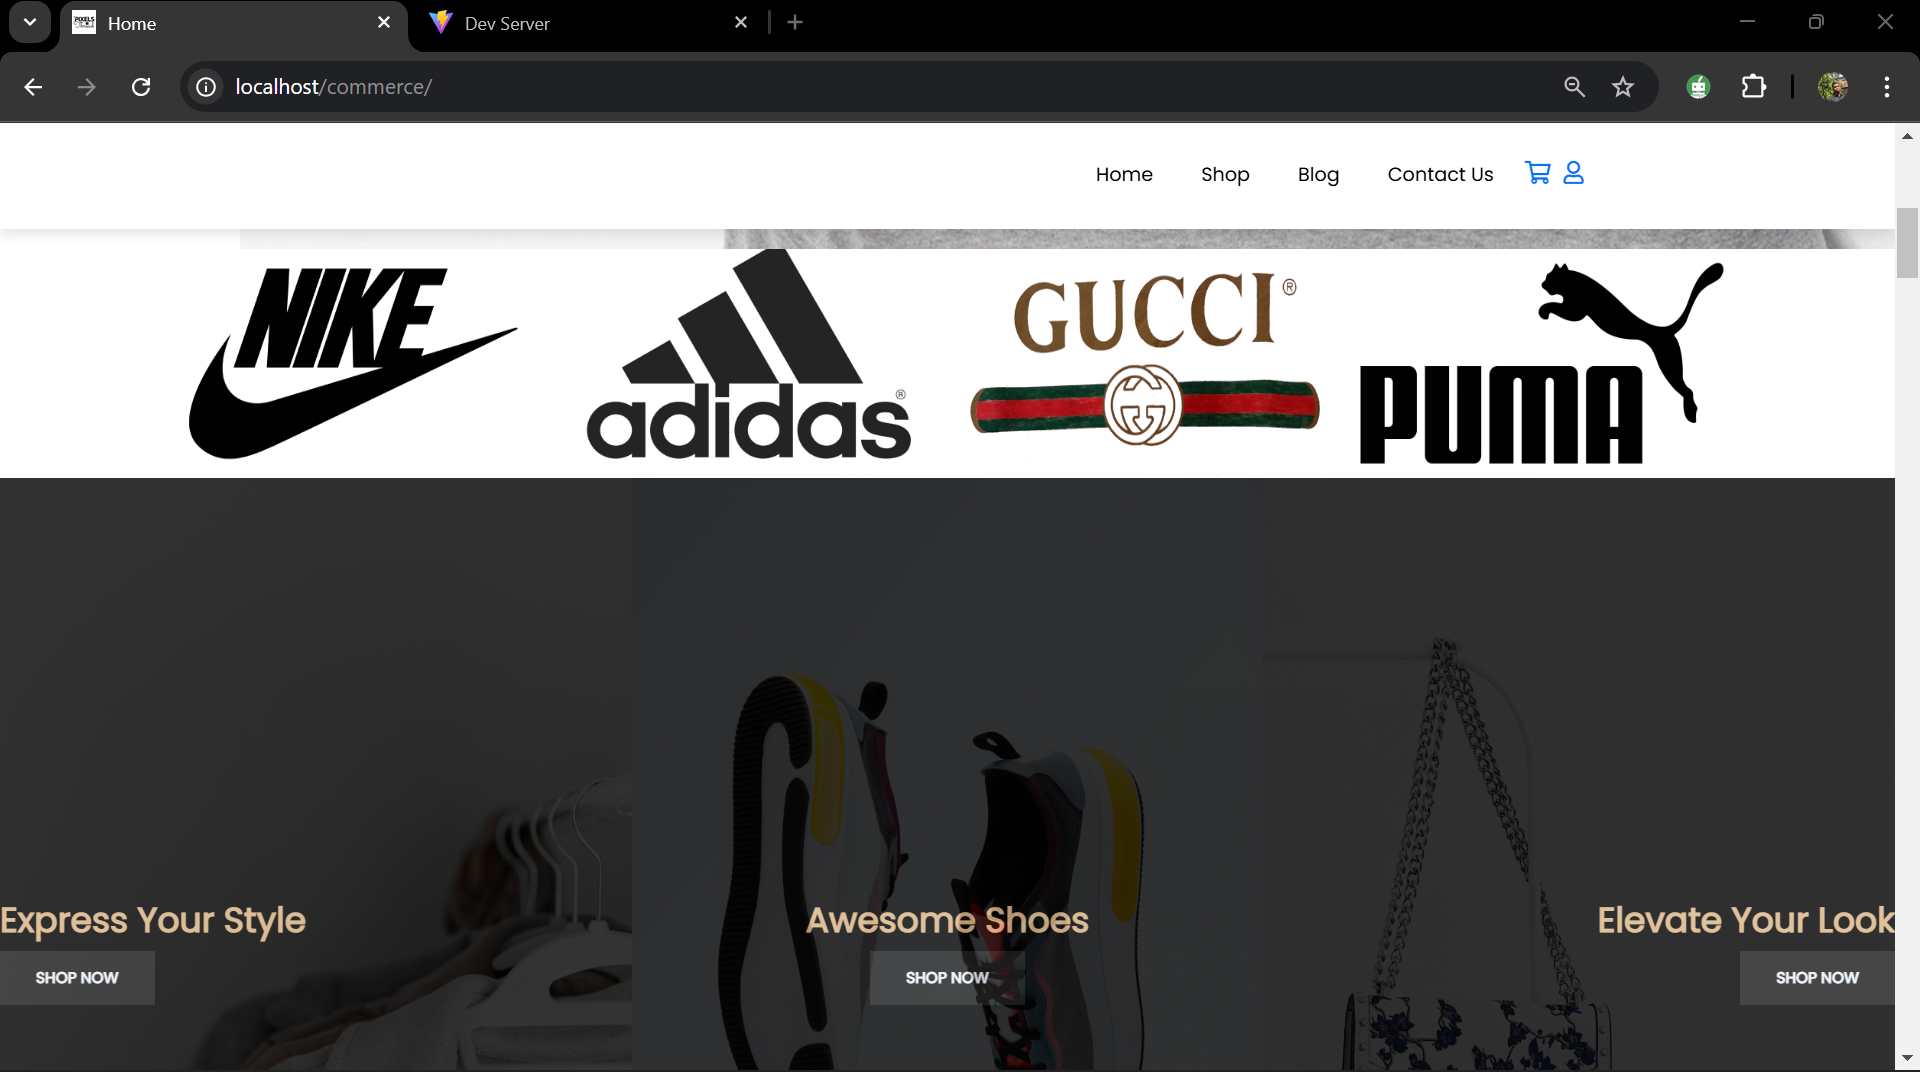 Home
Dev Server
localhost/commerce/
Home Shop Blog Contact Us
NIKE
adidas®
GUCCI®
PUMA
Express Your Style
SHOP NOW
Awesome Shoes
SHOP NOW
Elevate Your Look
SHOP NOW